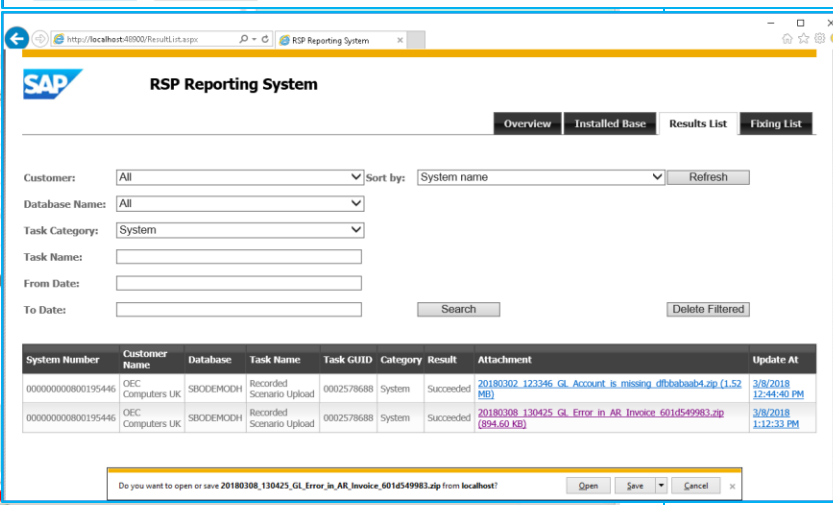 http://localhost:48900/ResultList.aspx
RSP Reporting System
SAP
RSP Reporting System
Overview Installed Base Results List Fixing List
Customer: All Sort by: System name Refresh
Database Name: All
Task Category: System
Task Name:
From Date:
To Date: Search Delete Filtered
System Number Customer Name Database Task Name Task GUID Category Result Attachment Update At
000000000800195446 OEC Computers UK SBODEMODH Recorded Scenario Upload 0002578688 System Succeeded 20180302_123346_GL_Account_is_missing_dfbbabaab4.zip (1.52 MB) 3/8/2018 12:44:40 PM
000000000800195446 OEC Computers UK SBODEMODH Recorded Scenario Upload 0002578688 System Succeeded 20180308_130425_GL_Error_in_AR_Invoice_601d549983.zip (894.60 KB) 3/8/2018 1:12:33 PM
Do you want to open or save 20180308_130425_GL_Error_in_AR_Invoice_601d549983.zip from localhost? Open Save Cancel